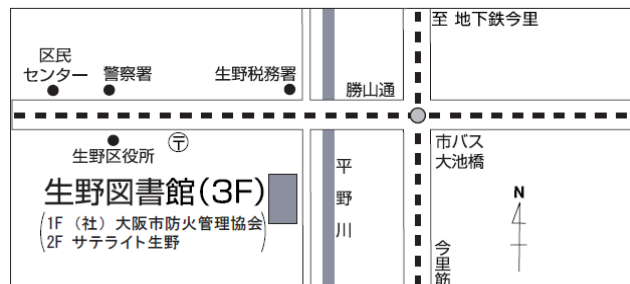 至 地下鉄今里
区民
センター
警察署
生野税務署
勝山通
生野区役所
〒
市バス
大池橋
生野図書館(3F)
1F (社) 大阪市防火管理協会
2F サテライト生野
平野川
今里筋
N